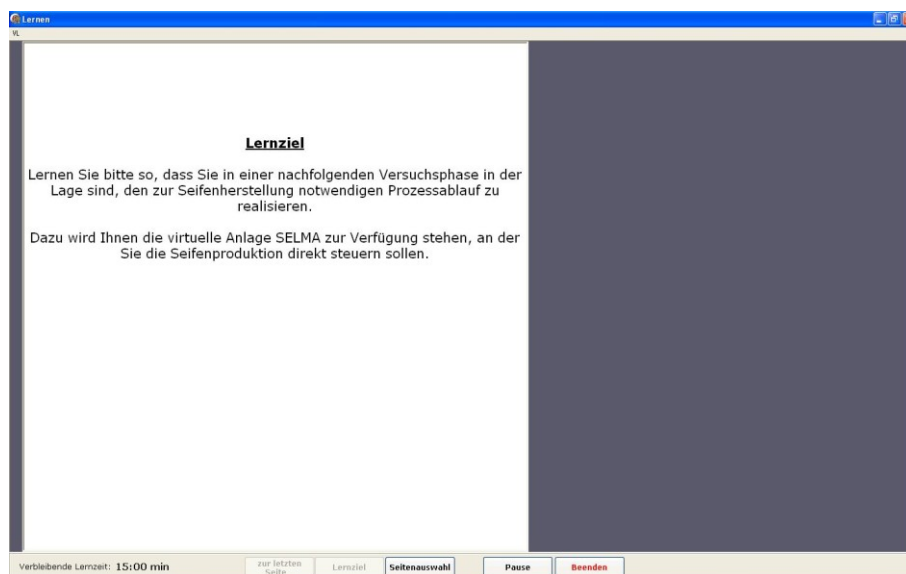 Lernen
VL
Lernziel
Lernen Sie bitte so, dass Sie in einer nachfolgenden Versuchsphase in der
Lage sind, den zur Seifenherstellung notwendigen Prozessablauf zu
realisieren.
Dazu wird Ihnen die virtuelle Anlage SELMA zur Verfügung stehen, an der
Sie die Seifenproduktion direkt steuern sollen.
Verbleibende Lernzeit: 15:00 min
zur letzten
Seite
Lernziel
Seitenauswahl
Pause
Beenden